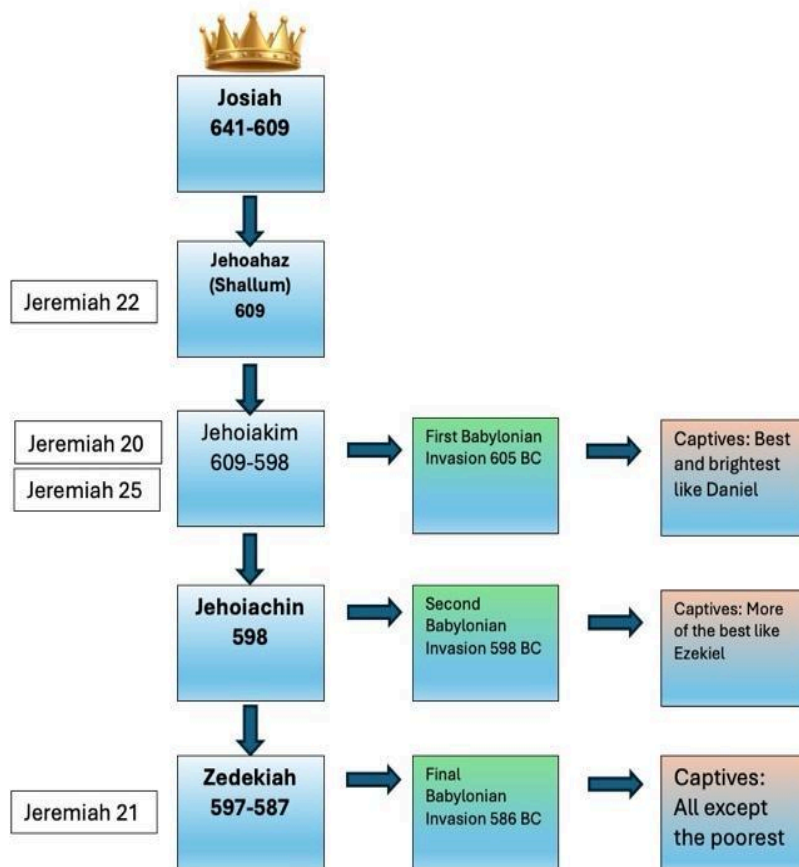 Josiah
641-609
Jeremiah 22
Jehoahaz
(Shallum)
609
Jeremiah 20
Jeremiah 25
Jehoiakim
609-598
First Babylonian
Invasion 605 BC
Captives: Best
and brightest
like Daniel
Jehoiachin
598
Second
Babylonian
Invasion 598 BC
Captives: More
of the best like
Ezekiel
Jeremiah 21
Zedekiah
597-587
Final
Babylonian
Invasion 586 BC
Captives:
All except
the poorest